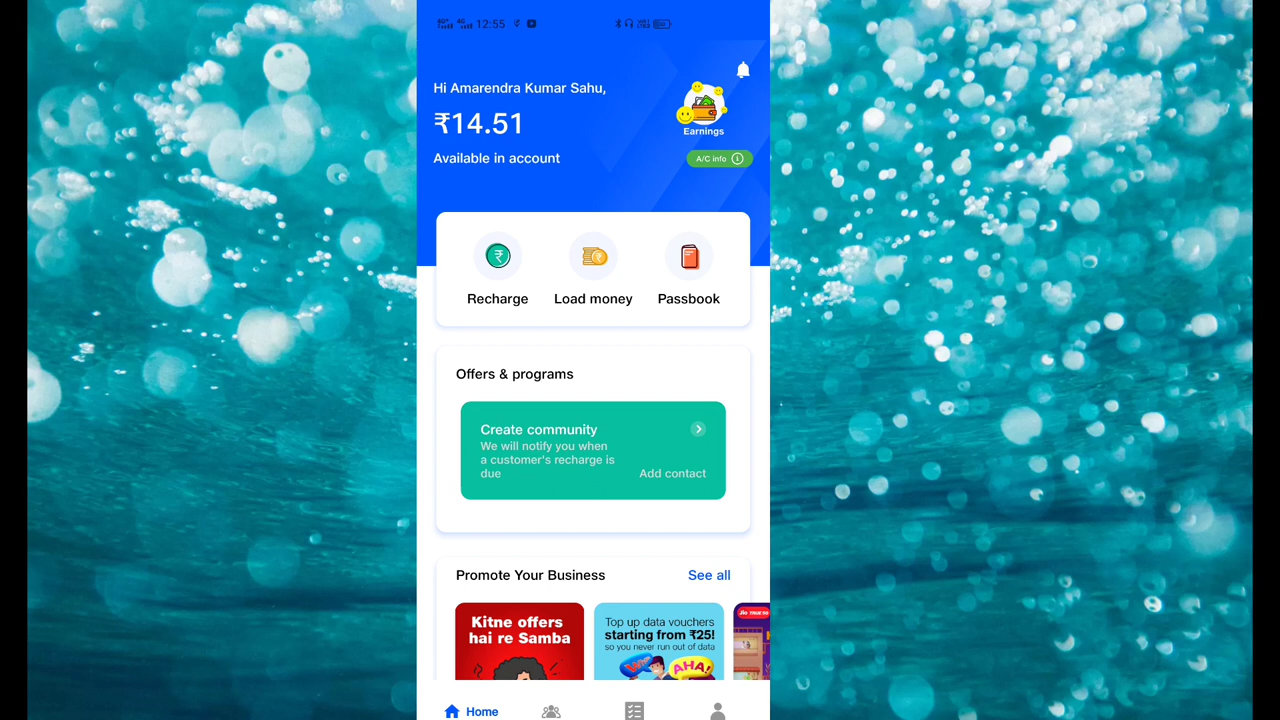 12:55
Hi Amarendra Kumar Sahu,
₹14.51
Earnings
Available in account
A/C info
Recharge
Load money
Passbook
Offers & programs
Create community
We will notify you when
a customer's recharge is
due
Add contact
Promote Your Business
See all
Kitne offers
hai re Samba
Top up data vouchers
starting from ₹25!
so you never run out of data
AHA!
Jio
Home